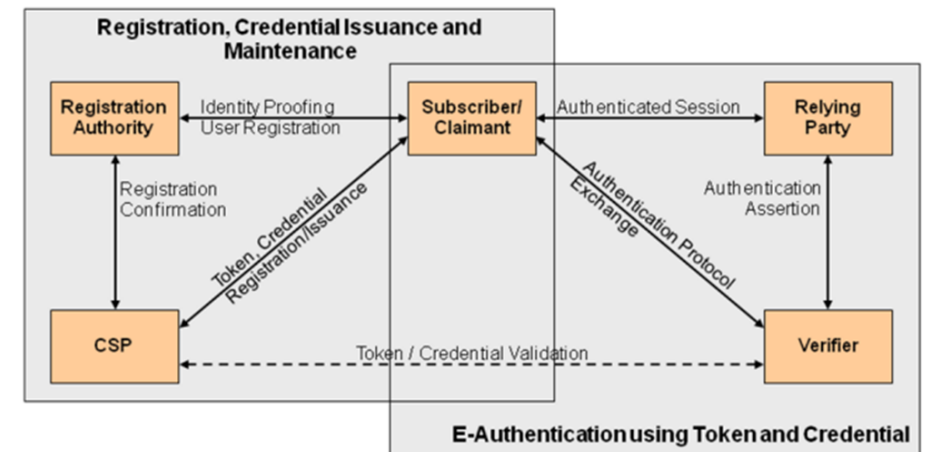 Registration, Credential Issuance and
Maintenance
Registration
Authority
Identity Proofing
User Registration
Subscriber/
Claimant
Authenticated Session
Relying
Party
Registration
Confirmation
Token, Credential
Registration/Issuance
Authentication Protocol
Exchange
Authentication
Assertion
CSP
Token / Credential Validation
Verifier
E-Authentication using Token and Credential